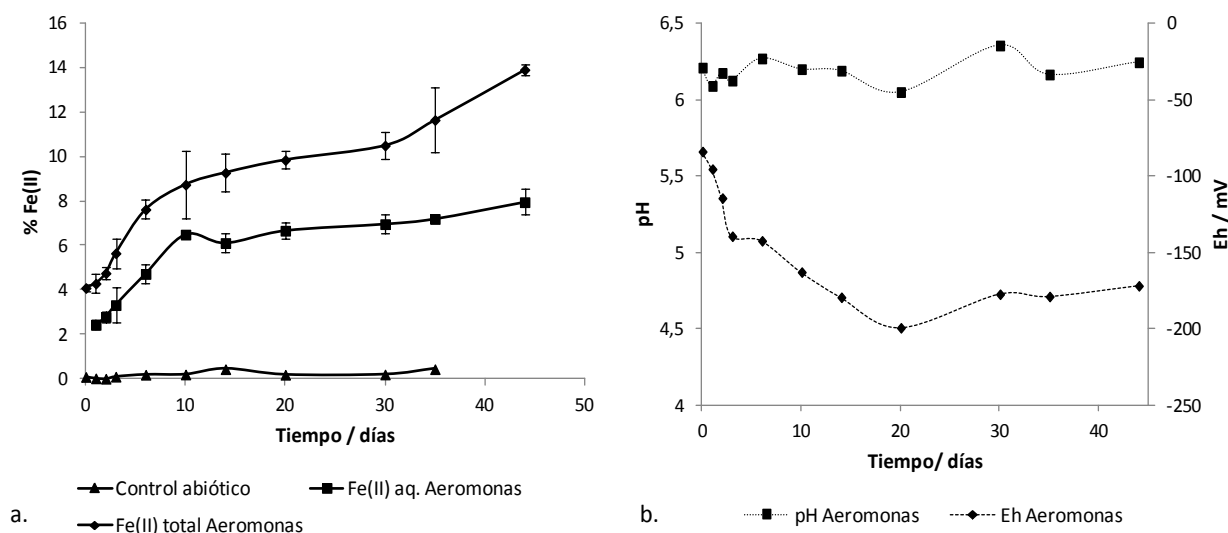 16
14
12
10
8
6
4
2
0
% Fe(II)
0 10 20 30 40 50
Tiempo / días
Control abiótico Fe(II) aq. Aeromonas
Fe(II) total Aeromonas
a.
6,5
6
5,5
5
4,5
4
pH
0
-50
-100
-150
-200
-250
Eh / mV
0 10 20 30 40
Tiempo/ días
b.
pH Aeromonas Eh Aeromonas